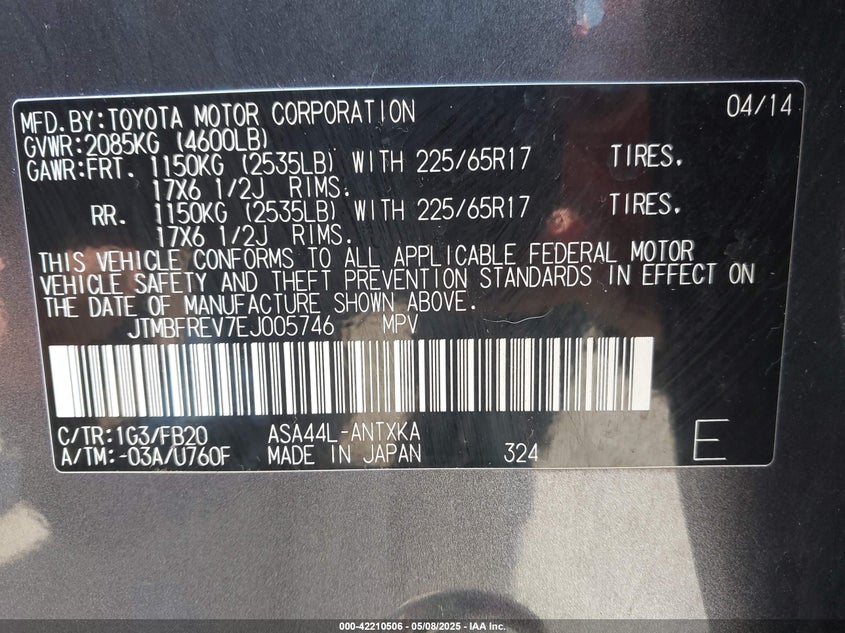 MFD.BY:TOYOTA MOTOR CORPORATION 04/14
GVWR:2085KG (4600LB)
GAWR:FRT. 1150KG (2535LB) WITH 225/65R17 TIRES.
17X6 1/2J RIMS.
RR. 1150KG (2535LB) WITH 225/65R17 TIRES.
17X6 1/2J RIMS.
THIS VEHICLE CONFORMS TO ALL APPLICABLE FEDERAL MOTOR
VEHICLE SAFETY AND THEFT PREVENTION STANDARDS IN EFFECT ON
THE DATE OF MANUFACTURE SHOWN ABOVE.
JTMBFREV7EJ005746 MPV
C/TR:1G3/FB20 ASA44L-ANTXKA
A/TM:-03A/U760F MADE IN JAPAN 324 E
000-42210506 - 05/08/2025 - IAA Inc.